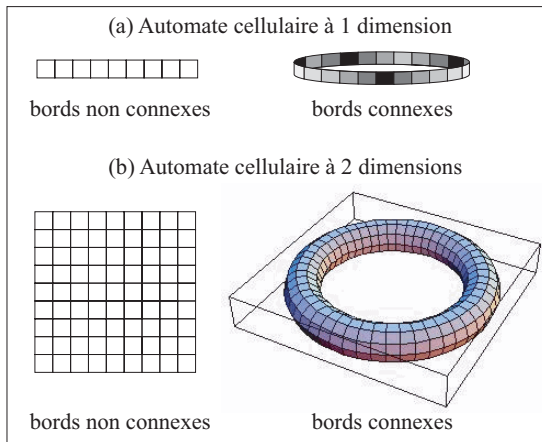 (a) Automate cellulaire à 1 dimension
bords non connexes
bords connexes
(b) Automate cellulaire à 2 dimensions
bords non connexes
bords connexes